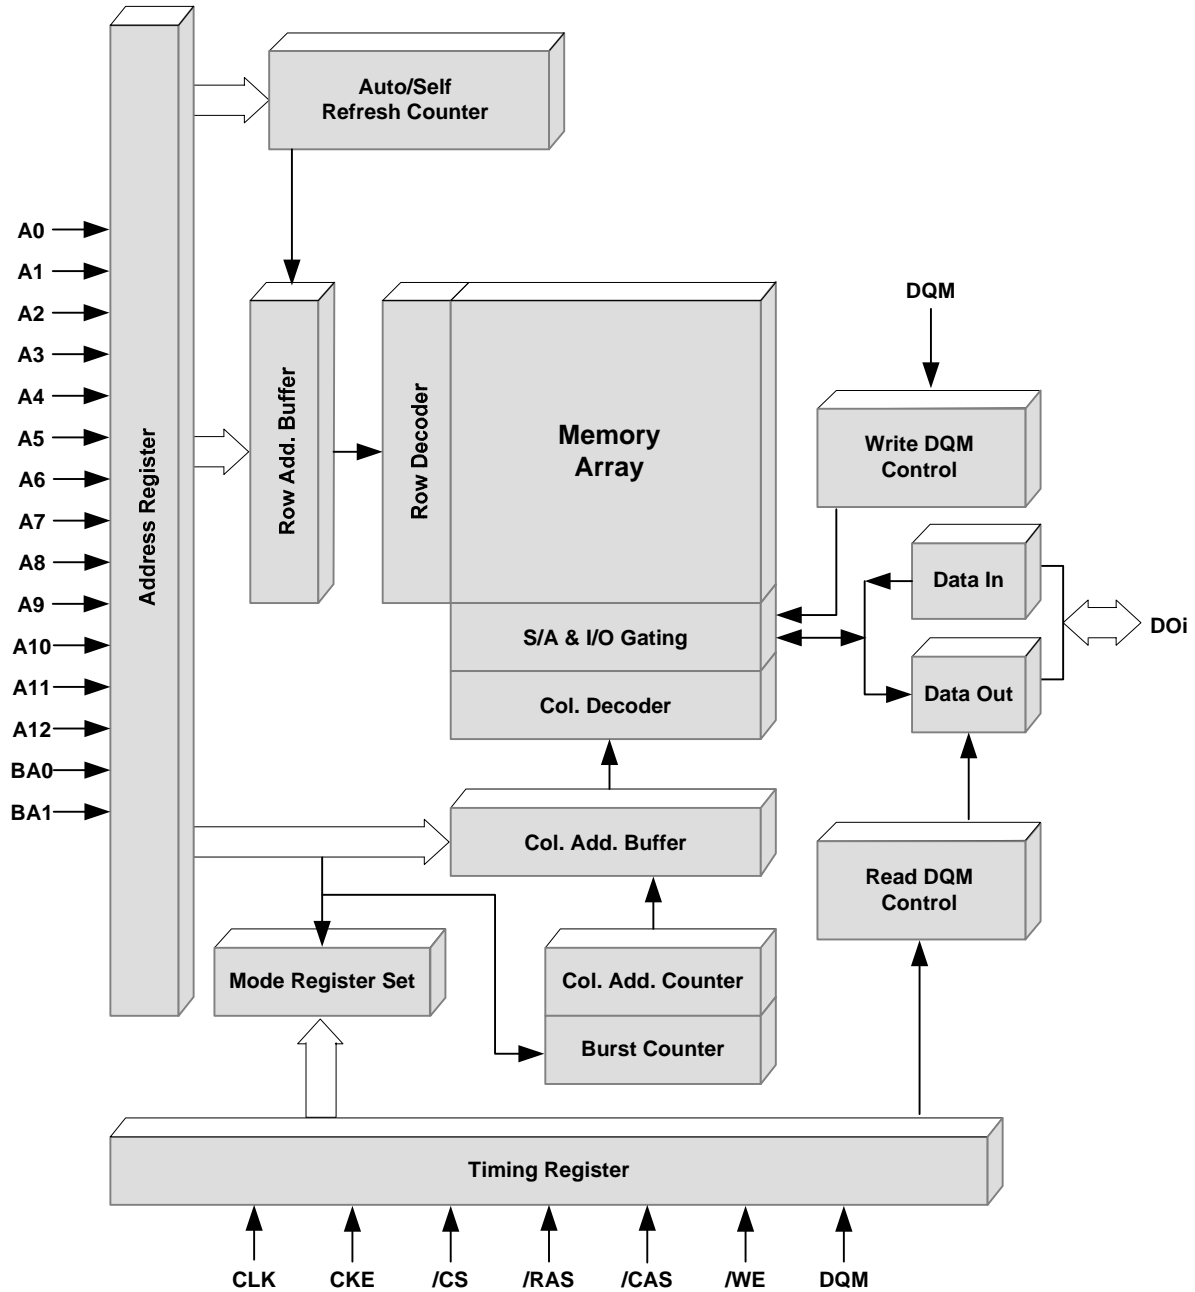 Auto/Self
Refresh Counter
A0
A1
A2
A3
A4
A5
A6
A7
A8
A9
A10
A11
A12
BA0
BA1
Address Register
Row Add. Buffer
Row Decoder
Memory
Array
S/A & I/O Gating
Col. Decoder
DQM
Write DQM
Control
Data In
Data Out
DOi
Col. Add. Buffer
Read DQM
Control
Mode Register Set
Col. Add. Counter
Burst Counter
Timing Register
CLK
CKE
/CS
/RAS
/CAS
/WE
DQM